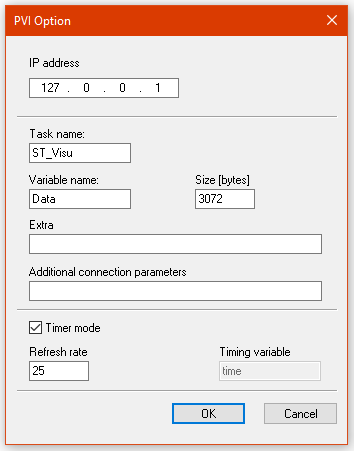 PVI Option
IP address
127 . 0 . 0 . 1
Task name:
ST_Visu
Variable name: Size [bytes]
Data 3072
Extra
Additional connection parameters
Timer mode
Refresh rate Timing variable
25 time
OK Cancel